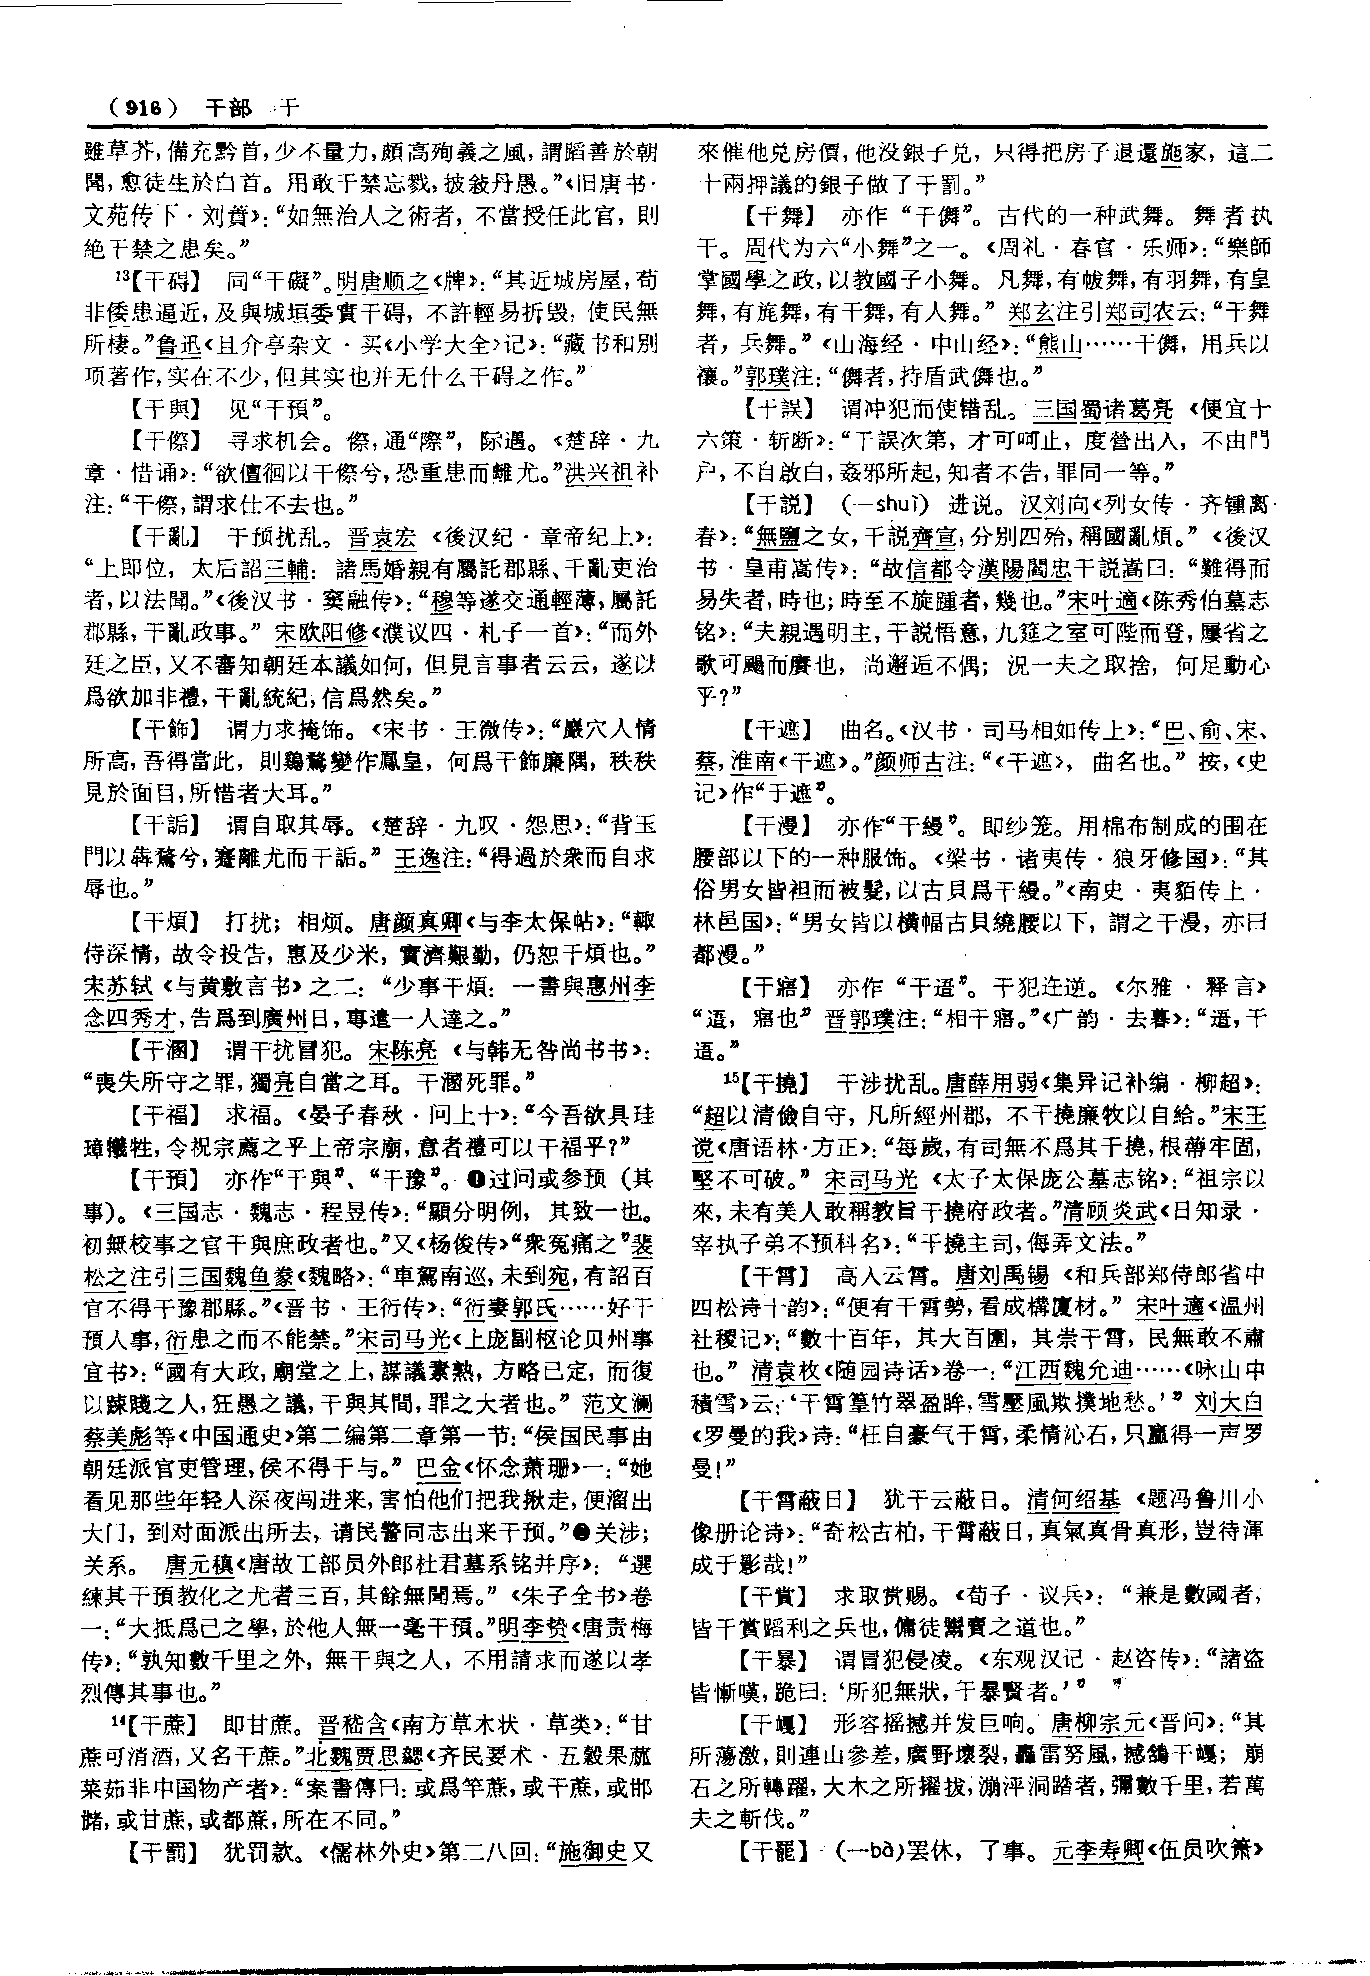 （916） 干部 干
雖草芥，備充黔首，少不量力，頗高殉義之風，謂蹈善於朝
聞，愈徒生於白首。用敢干禁忘戮，披敍丹愚。”《旧唐书·
文苑传下·刘蕡》：“如無治人之術者，不當授任此官，則
絶干禁之患矣。”
13【干碍】 同“干礙”。明唐顺之《牌》：“其近城房屋，苟
非倭患逼近，及與城垣委實干碍，不許輕易折毁，使民無
所棲。”鲁迅《且介亭杂文·买〈小学大全〉记》：“藏书和别
项著作，实在不少，但其实也并无什么干碍之作。”
【干與】 见“干預”。
【干傺】 寻求机会。傺，通“際”，际遇。《楚辞·九
章·惜诵》：“欲儃佪以干傺兮，恐重患而離尤。”洪兴祖补
注：“干傺，謂求仕不去也。”
【干亂】 干预扰乱。晋袁宏《後汉纪·章帝纪上》：
“上即位，太后詔三輔：諸馬婚親有屬託郡縣、干亂吏治
者，以法聞。”《後汉书·窦融传》：“穆等遂交通輕薄，屬託
郡縣，干亂政事。”宋欧阳修《濮议四·札子一首》：“而外
廷之臣，又不審知朝廷本議如何，但見言事者云云，遂以
爲欲加非禮，干亂統紀，信爲然矣。”
【干飾】 谓力求掩饰。《宋书·王微传》：“巖穴人情
所高，吾得當此，則鷄鶩變作鳳皇，何爲干飾廉隅，秩秩
見於面目，所惜者大耳。”
【干詬】 谓自取其辱。《楚辞·九叹·怨思》：“背玉
門以犇騖兮，蹇離尤而干詬。”王逸注：“得過於衆而自求
辱也。”
【干煩】 打扰；相烦。唐颜真卿《与李太保帖》：“輒
侍深情，故令投告，惠及少米，實濟艱勤，仍恕干煩也。”
宋苏轼《与黄敷言书》之二：“少事干煩：一書與惠州李
念四秀才，告爲到廣州日，專遣一人達之。”
【干溷】 谓干扰冒犯。宋陈亮《与韩无咎尚书书》：
“喪失所守之罪，獨亮自當之耳。干溷死罪。”
【干福】 求福。《晏子春秋·问上十》：“今吾欲具珪
璋犧牲，令祝宗薦之乎上帝宗廟，意者禮可以干福乎？”
【干預】 亦作“干與”、“干豫”。❶过问或参预（其
事）。《三国志·魏志·程昱传》：“顯分明例，其致一也。
初無校事之官干與庶政者也。”又《杨俊传》“衆冤痛之”裴
松之注引三国魏鱼豢《魏略》：“車駕南巡，未到宛，有詔百
官不得干豫郡縣。”《晋书·王衍传》：“衍妻郭氏……好干
預人事，衍患之而不能禁。”宋司马光《上庞副枢论贝州事
宜书》：“國有大政，廟堂之上，謀議素熟，方略已定，而復
以踈賤之人，狂愚之議，干與其間，罪之大者也。”范文澜
蔡美彪等《中国通史》第二编第二章第一节：“侯国民事由
朝廷派官吏管理，侯不得干与。”巴金《怀念萧珊》一：“她
看见那些年轻人深夜闯进来，害怕他们把我揪走，便溜出
大门，到对面派出所去，请民警同志出来干预。”❷关涉；
关系。唐元稹《唐故工部员外郎杜君墓系铭并序》：“選
練其干預教化之尤者三百，其餘無聞焉。”《朱子全书》卷
一：“大抵爲己之學，於他人無一毫干預。”明李贽《唐贵梅
传》：“孰知數千里之外，無干與之人，不用請求而遂以孝
烈傳其事也。”
14【干蔗】 即甘蔗。晋嵇含《南方草木状·草类》：“甘
蔗可消酒，又名干蔗。”北魏贾思勰《齐民要术·五穀果蓏
菜茹非中国物产者》：“案書傳曰：或爲竿蔗，或干蔗，或邯
䗪，或甘蔗，或都蔗，所在不同。”
【干罰】 犹罚款。《儒林外史》第二八回：“施御史又
來催他兑房價，他没銀子兑，只得把房子退還施家，這二
十兩押議的銀子做了干罰。”
【干舞】 亦作“干儛”。古代的一种武舞。舞者执
干。周代为六“小舞”之一。《周礼·春官·乐师》：“樂師
掌國學之政，以教國子小舞。凡舞，有帗舞，有羽舞，有皇
舞，有旄舞，有干舞，有人舞。”郑玄注引郑司农云：“干舞
者，兵舞。”《山海经·中山经》：“熊山……干儛，用兵以
禳。”郭璞注：“儛者，持盾武儛也。”
【干誤】 谓冲犯而使错乱。三国蜀诸葛亮《便宜十
六策·斩断》：“干誤次第，才可呵止，度營出入，不由門
户，不白啟白，姦邪所起，知者不告，罪同一等。”
【干説】 （—shuì） 进说。汉刘向《列女传·齐锺离
春》：“無鹽之女，干説齊宣，分别四殆，稱國亂煩。”《後汉
书·皇甫嵩传》：“故信都令漢陽閻忠干説嵩曰：“難得而
易失者，時也；時至不旋踵者，幾也。”宋叶適《陈秀伯墓志
铭》：“夫親遇明主，干説悟意，九筵之室可陛而登，屢省之
歌可颺而賡也，尚邂逅不偶；況一夫之取捨，何足動心
乎？”
【干遮】 曲名。《汉书·司马相如传上》：“巴、俞、宋、
蔡，淮南《干遮》。”颜师古注：“《干遮》，曲名也。”按，《史
记》作“于遮”。
【干漫】 亦作“干縵”。即纱笼。用棉布制成的围在
腰部以下的一种服饰。《梁书·诸夷传·狼牙修国》：“其
俗男女皆袒而被髮，以古貝爲干縵。”《南史·夷貊传上·
林邑国》：“男女皆以横幅古貝繞腰以下，謂之干漫，亦曰
都漫。”
【干寤】 亦作“干逜”。干犯迕逆。《尔雅·释言》
“逜，寤也”晋郭璞注：“相干寤。”《广韵·去暮》：“逜，干
逜。”
15【干撓】 干涉扰乱。唐薛用弱《集异记补编·柳超》：
“超以清儉自守，凡所經州郡，不干撓廉牧以自給。”宋王
谠《唐语林·方正》：“每歲，有司無不爲其干撓，根蒂牢固，
堅不可破。”宋司马光《太子太保庞公墓志铭》：“祖宗以
來，未有美人敢稱教旨干撓府政者。”清顾炎武《日知录·
宰执子弟不预科名》：“干撓主司，侮弄文法。”
【干霄】 高入云霄。唐刘禹锡《和兵部郑侍郎省中
四松诗十韵》：“便有干霄勢，看成構厦材。”宋叶適《温州
社稷记》：“數十百年，其大百圍，其崇干霄，民無敢不肅
也。”清袁枚《随园诗话》卷一：“江西魏允迪……《咏山中
積雪》云：‘干霄篁竹翠盈眸，雪壓風欺撲地愁。’”刘大白
《罗曼的我》诗：“枉自豪气干霄，柔情沁石，只赢得一声罗
曼！”
【干霄蔽日】 犹干云蔽日。清何绍基《题冯鲁川小
像册论诗》：“奇松古柏，干霄蔽日，真氣真骨真形，豈待渾
成于影哉！”
【干賞】 求取赏赐。《荀子·议兵》：“兼是數國者，
皆干賞蹈利之兵也，傭徒鬻賣之道也。”
【干暴】 谓冒犯侵凌。《东观汉记·赵咨传》：“諸盗
皆慚嘆，跪曰：‘所犯無狀，干暴賢者。’”
【干嘎】 形容摇撼并发巨响。唐柳宗元《晋问》：“其
所蕩激，則連山參差，廣野壞裂，轟雷努風，撼鶻干嘎；崩
石之所轉躍，大木之所擢拔，漰泙洞踏者，彌數千里，若萬
夫之斬伐。”
【干罷】 （—bà）罢休，了事。元李寿卿《伍员吹箫》